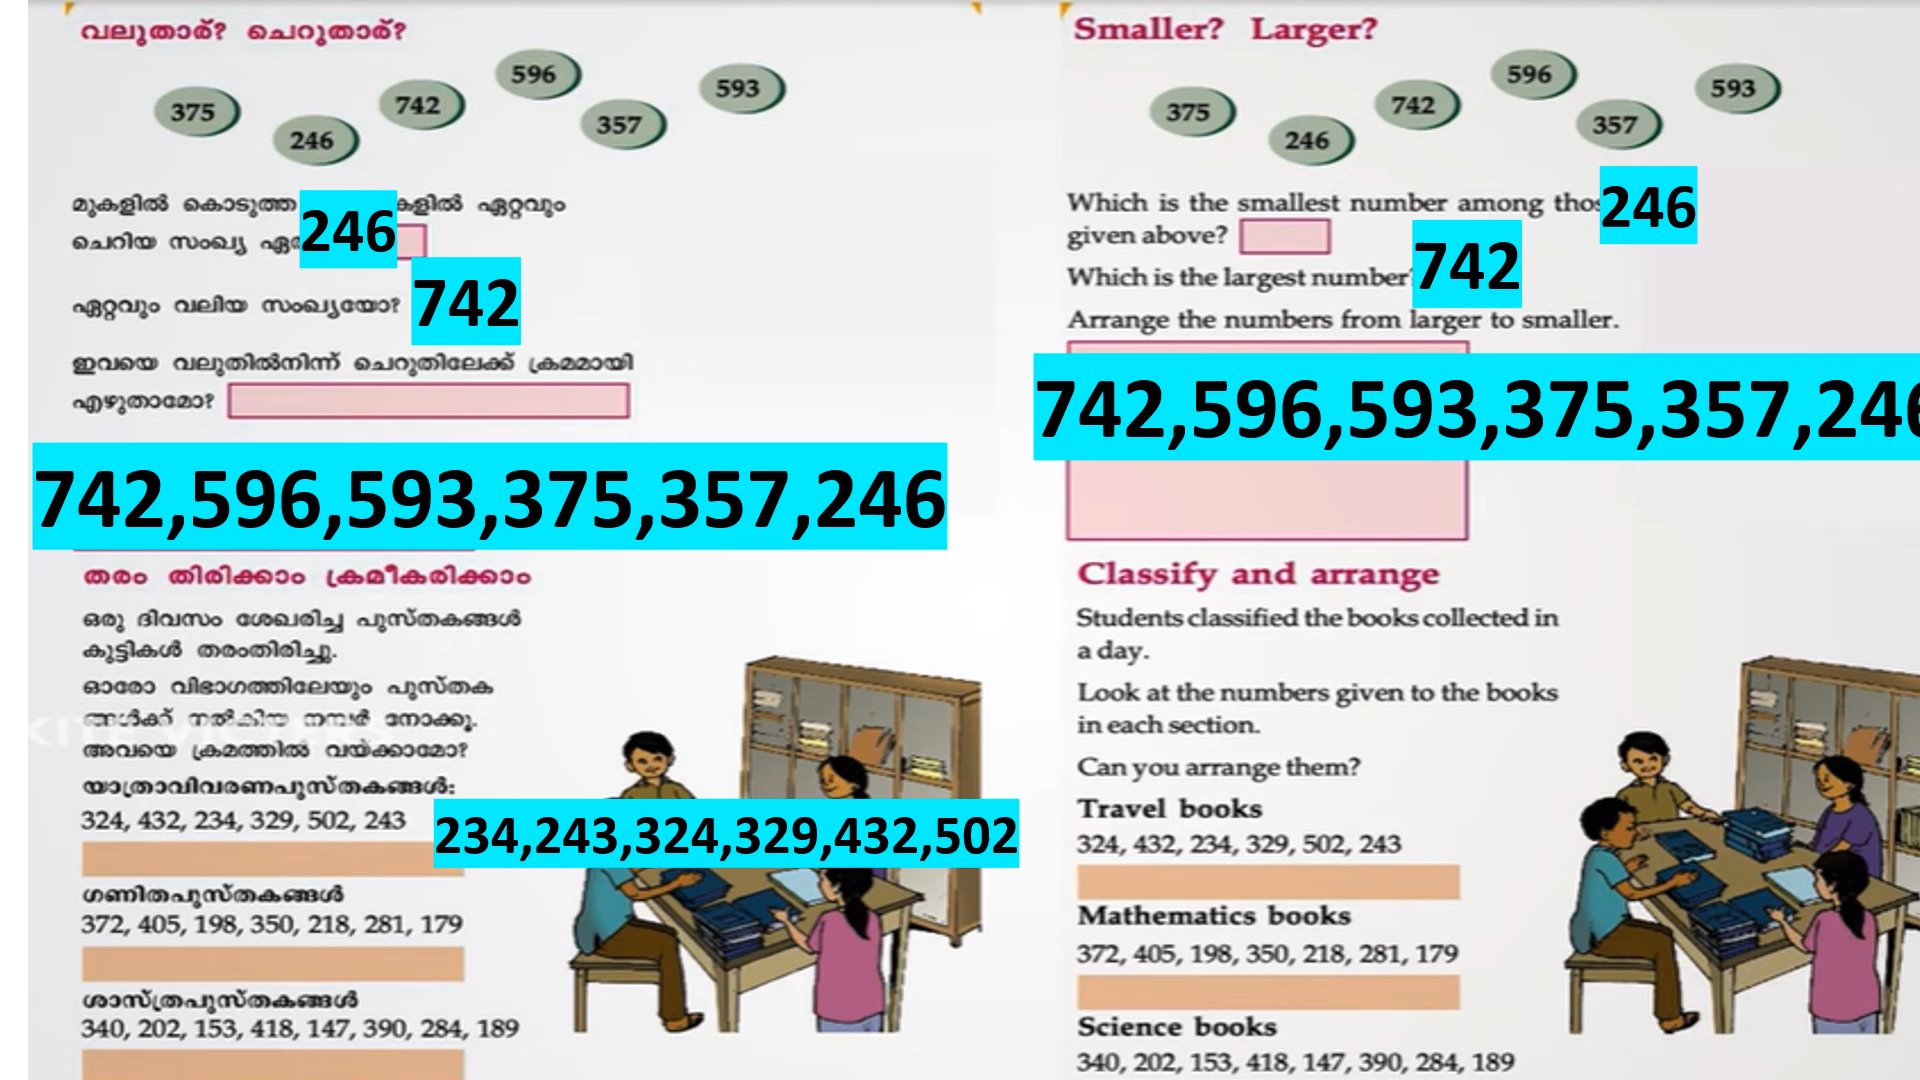 വലുതാര്? ചെറുതാര്?
375
246
742
596
357
593
മുകളിൽ കൊടുത്ത
246
കളിൽ ഏറ്റവും
ചെറിയ സംഖ്യ
ഏറ്റവും വലിയ സംഖ്യയോ?
742
ഇവയെ വലുതിൽനിന്ന് ചെറുതിലേക്ക് ക്രമമായി
എഴുതാമോ?
742,596,593,375,357,246
തരം തിരിക്കാം ക്രമീകരിക്കാം
ഒരു ദിവസം ശേഖരിച്ച പുസ്തകങ്ങൾ
കുട്ടികൾ തരംതിരിച്ചു.
ഓരോ വിഭാഗത്തിലേയും പുസ്തക
ങ്ങൾക്ക് നൽകിയ നമ്പർ നോക്കൂ.
അവയെ ക്രമത്തിൽ വയ്ക്കാമോ?
യാത്രാവിവരണപുസ്തകങ്ങൾ:
324, 432, 234, 329, 502, 243
234,243,324,329,432,502
ഗണിതപുസ്തകങ്ങൾ
372, 405, 198, 350, 218, 281, 179
ശാസ്ത്രപുസ്തകങ്ങൾ
340, 202, 153, 418, 147, 390, 284, 189
Smaller? Larger?
375
246
742
596
357
593
Which is the smallest number among
246
given above?
Which is the largest number?
742
Arrange the numbers from larger to smaller.
742,596,593,375,357,246
Classify and arrange
Students classified the books collected in
a day.
Look at the numbers given to the books
in each section.
Can you arrange them?
Travel books
324, 432, 234, 329, 502, 243
Mathematics books
372, 405, 198, 350, 218, 281, 179
Science books
340, 202, 153, 418, 147, 390, 284, 189